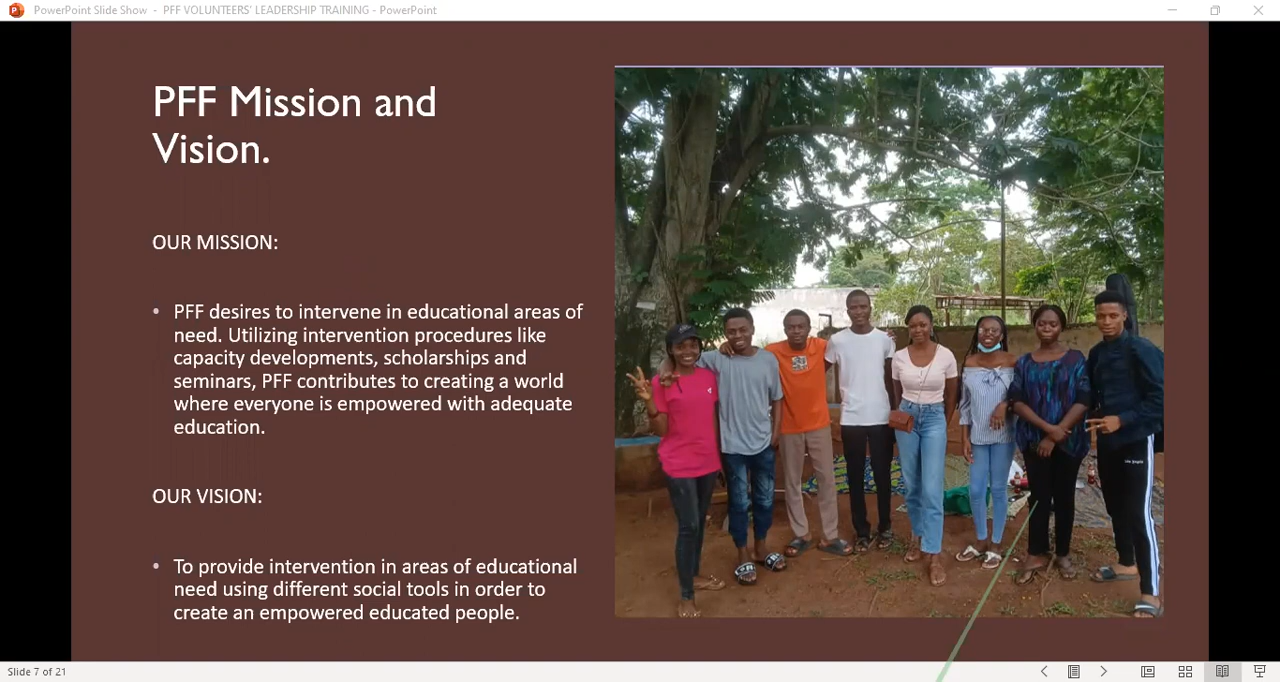 PowerPoint Slide Show - PFF VOLUNTEERS' LEADERSHIP TRAINING - PowerPoint
PFF Mission and
Vision.
OUR MISSION:
• PFF desires to intervene in educational areas of
need. Utilizing intervention procedures like
capacity developments, scholarships and
seminars, PFF contributes to creating a world
where everyone is empowered with adequate
education.
OUR VISION:
• To provide intervention in areas of educational
need using different social tools in order to
create an empowered educated people.
Slide 7 of 21